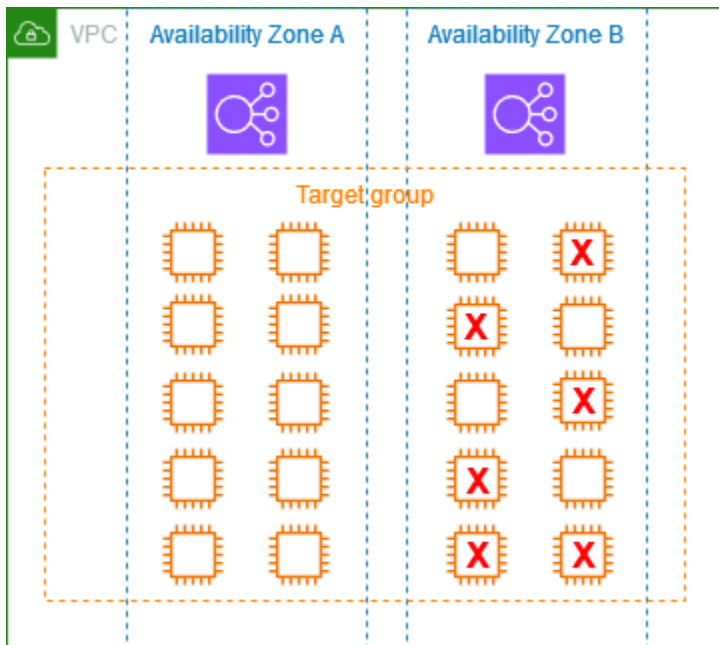 VPC
Availability Zone A
Availability Zone B
Target group
X
X
X
X
X
X